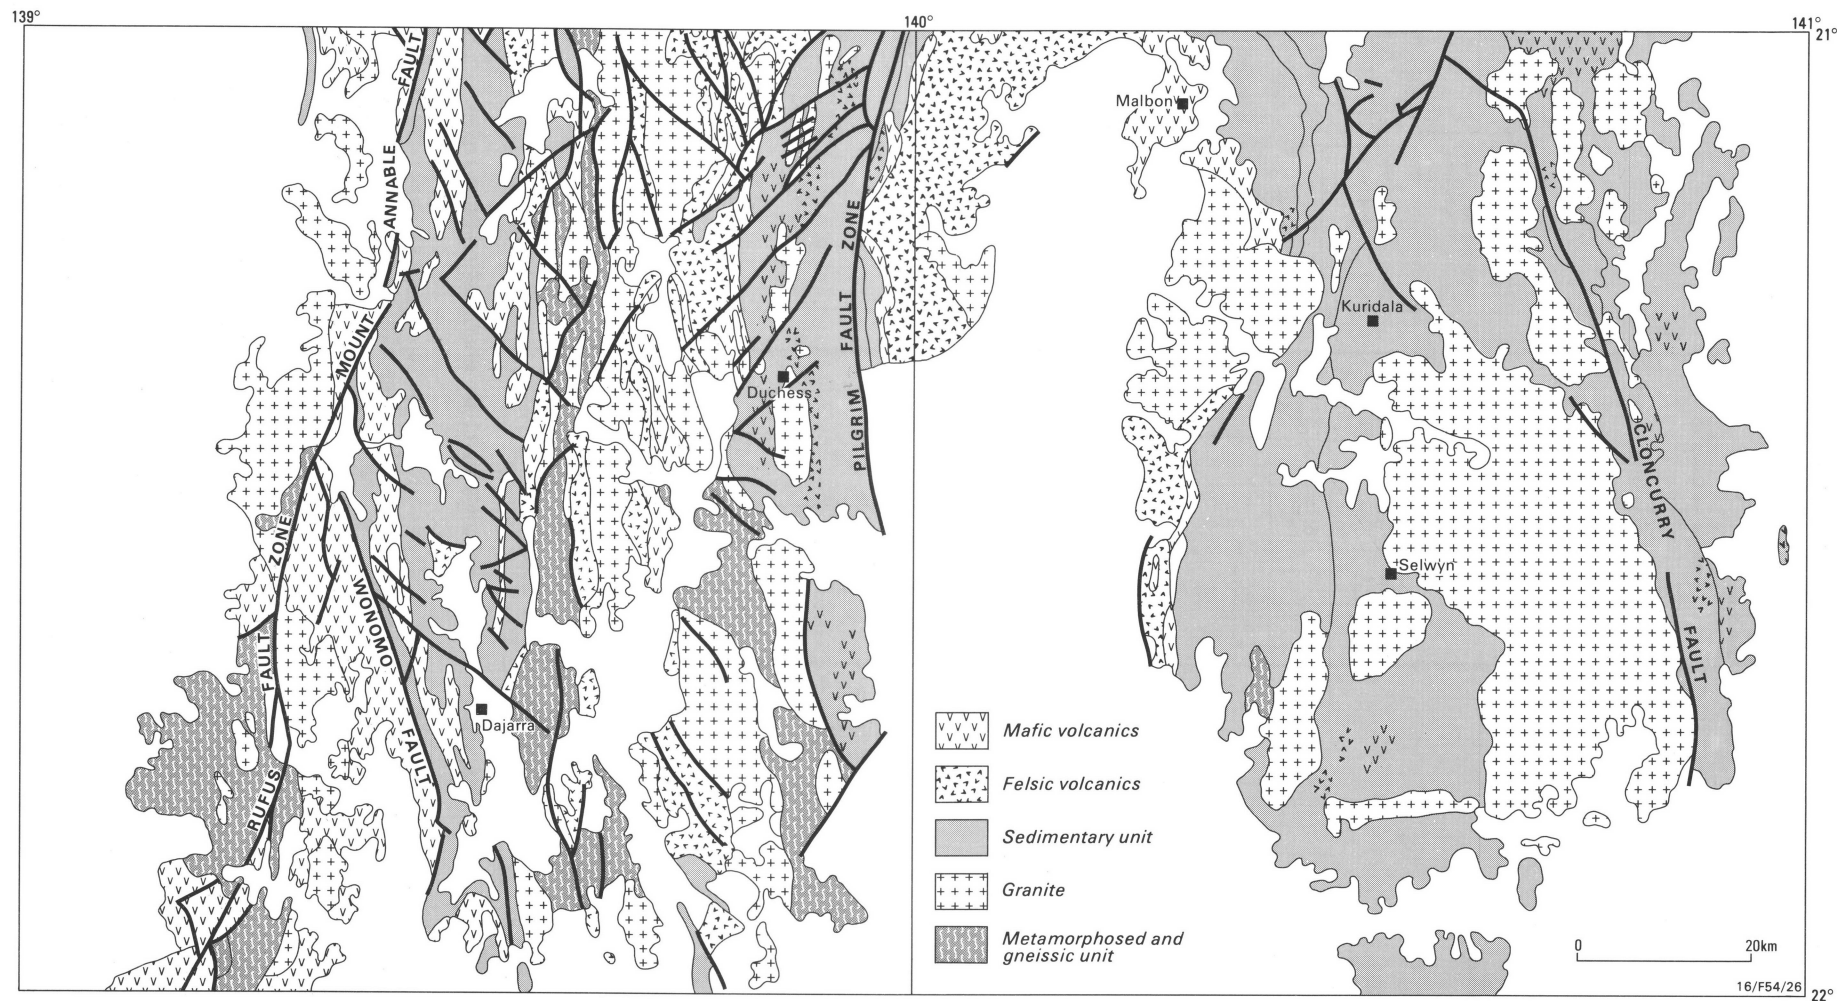 139°
140°
141°
21°
FAULT
ANNABLE
MOUNT
Malbon
ZONE
FAULT
PILGRIM
Kuridala
Duchess
CLONCURRY
FAULT
ZONE
FAULT
RUFUS
WONOMO
FAULT
Selwyn
Dajarra
Mafic volcanics
Felsic volcanics
Sedimentary unit
Granite
Metamorphosed and
gneissic unit
0 20km
16/F54/26
22°